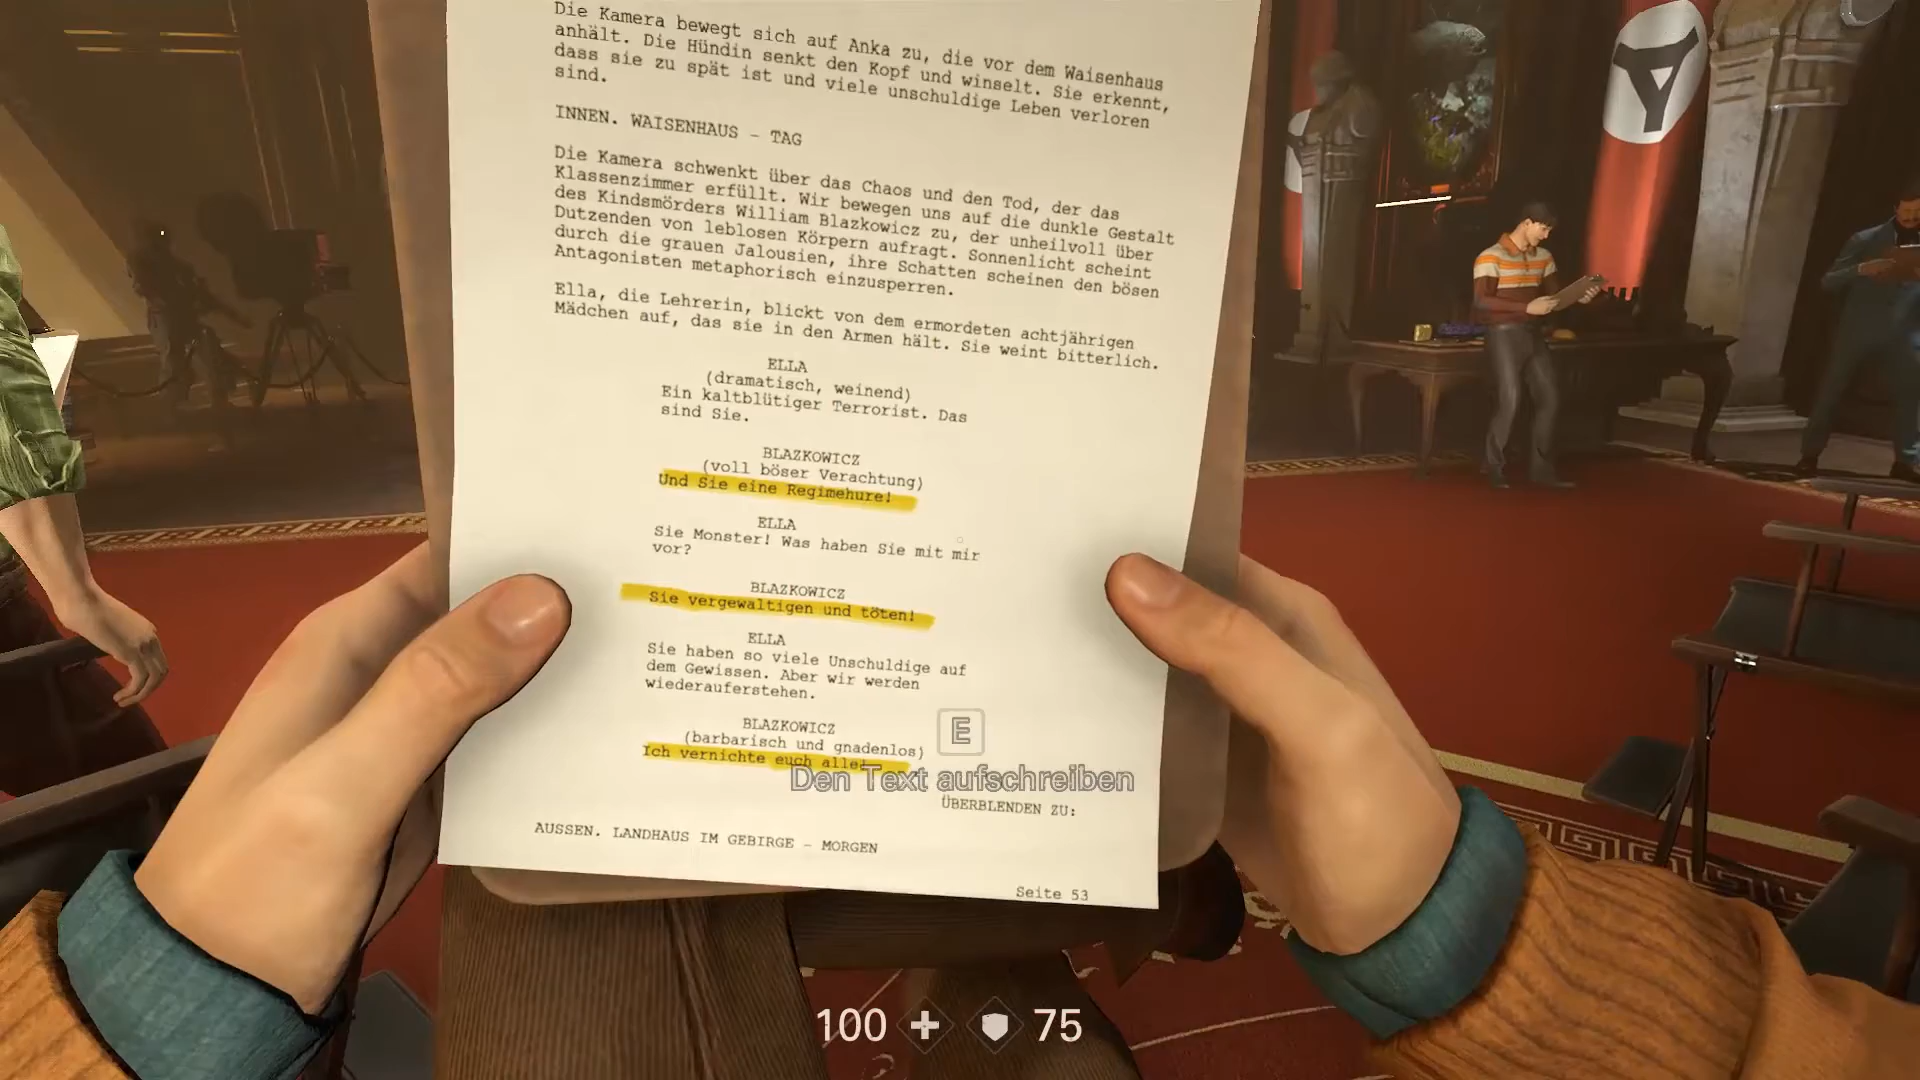 Die Kamera bewegt sich auf Anka zu, die vor dem Waisenhaus
anhält. Die Hündin senkt den Kopf und winselt. Sie erkennt,
dass sie zu spät ist und viele unschuldige Leben verloren
sind.
INNEN. WAISENHAUS - TAG
Die Kamera schwenkt über das Chaos und den Tod, der das
Klassenzimmer erfüllt. Wir bewegen uns auf die dunkle Gestalt
des Kindsmörders William Blazkowicz zu, der unheilvoll über
Dutzenden von leblosen Körpern aufragt. Sonnenlicht scheint
durch die grauen Jalousien, ihre Schatten scheinen den bösen
Antagonisten metaphorisch einzusperren.
Ella, die Lehrerin, blickt von dem ermordeten achtjährigen
Mädchen auf, das sie in den Armen hält. Sie weint bitterlich.
ELLA
(dramatisch, weinend)
Ein kaltblütiger Terrorist. Das
sind Sie.
BLAZKOWICZ
(voll böser Verachtung)
Und Sie eine Regimehure!
ELLA
Sie Monster! Was haben Sie mit mir
vor?
BLAZKOWICZ
Sie vergewaltigen und töten!
ELLA
Sie haben so viele Unschuldige auf
dem Gewissen. Aber wir werden
wiederauferstehen.
BLAZKOWICZ
(barbarisch und gnadenlos)
Ich vernichte euch alle!
E
Den Text aufschreiben
ÜBERBLENDEN ZU:
AUSSEN. LANDHAUS IM GEBIRGE - MORGEN
Seite 53
100 75